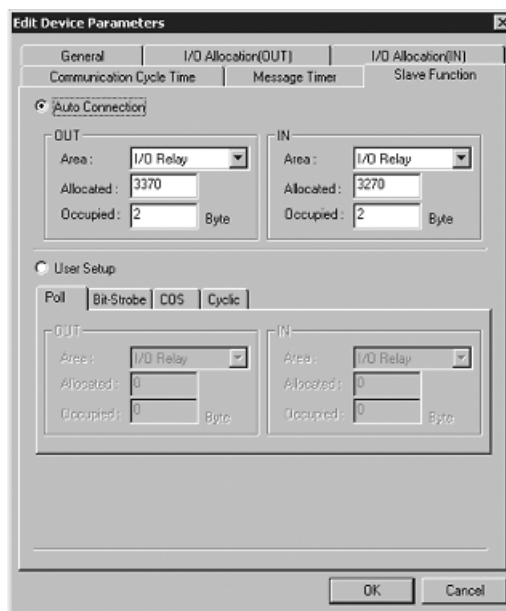 Edit Device Parameters
General I/O Allocation(OUT) I/O Allocation(IN)
Communication Cycle Time Message Timer Slave Function
Auto Connection
OUT IN
Area : I/O Relay Area : I/O Relay
Allocated : 3370 Allocated : 3270
Occupied : 2 Byte Occupied : 2 Byte
User Setup
Poll Bit-Strobe COS Cyclic
OUT IN
Area : I/O Relay Area : I/O Relay
Allocated : 0 Allocated : 0
Occupied : 0 Byte Occupied : 0 Byte
OK Cancel